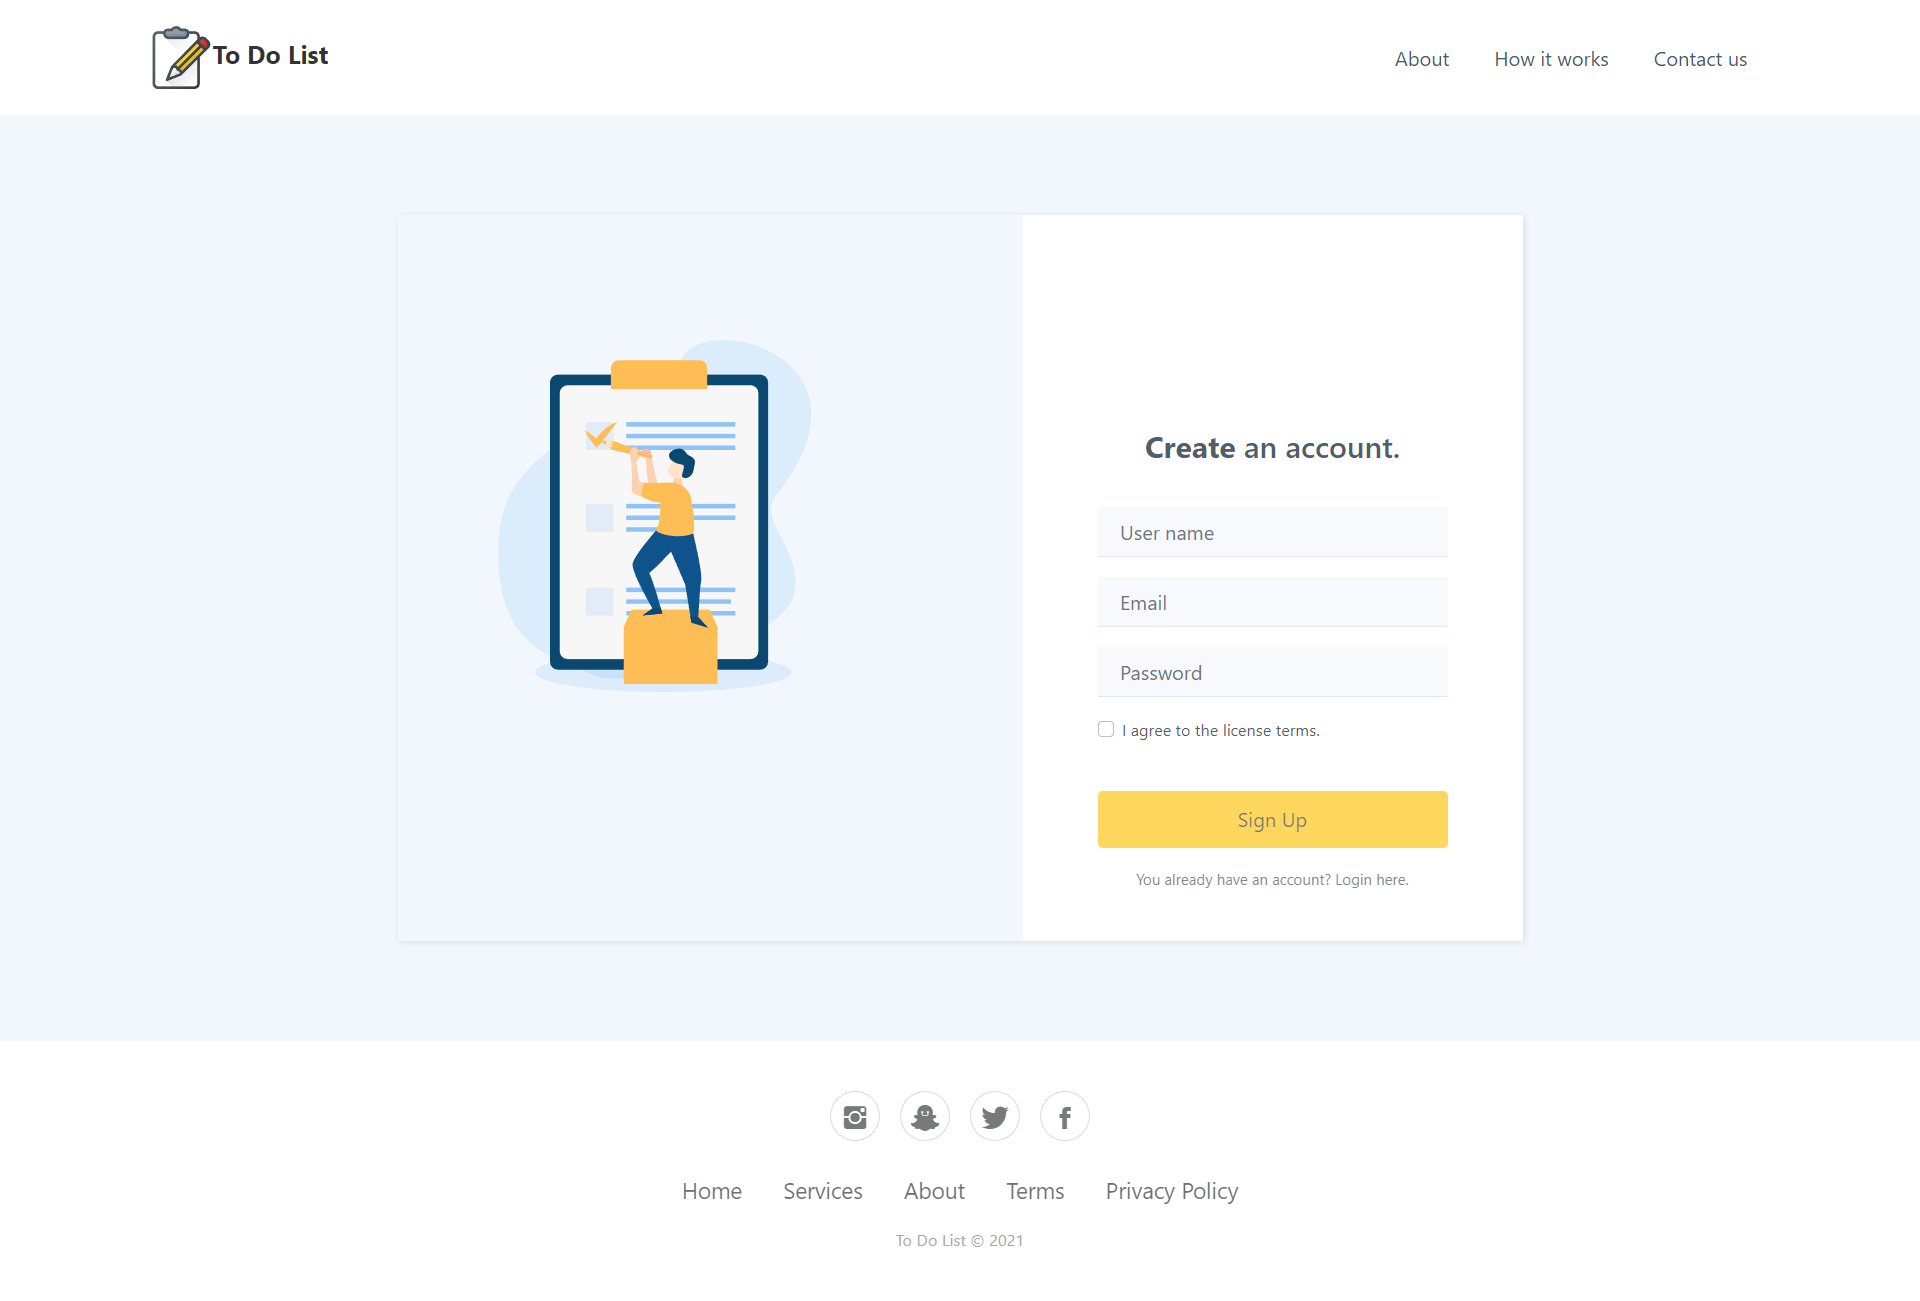 To Do List
About
How it works
Contact us
Create an account.
User name
Email
Password
I agree to the license terms.
Sign Up
You already have an account? Login here.
Home
Services
About
Terms
Privacy Policy
To Do List © 2021